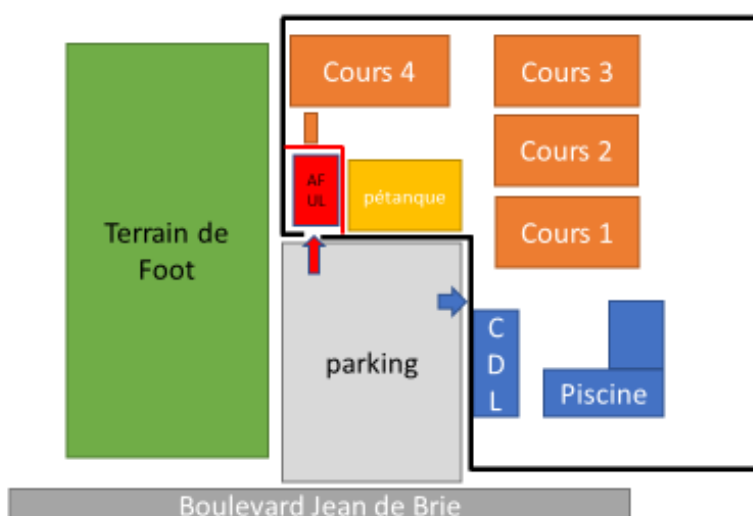 Cours 4
Cours 3
Cours 2
AF
UL
pétanque
Cours 1
Terrain de
Foot
parking
C
D
L
Piscine
Boulevard Jean de Brie